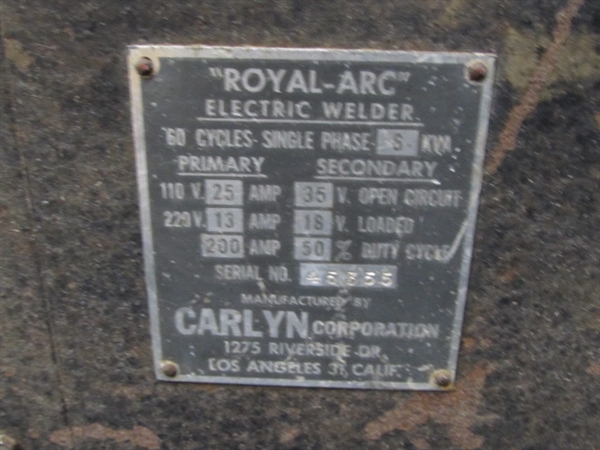 "ROYAL-ARC"
ELECTRIC WELDER
60 CYCLES-SINGLE PHASE- KVA
PRIMARY SECONDARY
110 V. 25 AMP 35 V. OPEN CIRCUIT
220 V. 13 AMP 18 V. LOADED
200 AMP 50 % DUTY CYCLE
SERIAL NO.
MANUFACTURED BY
CARLYN CORPORATION
1275 RIVERSIDE DR.
LOS ANGELES 31, CALIF.